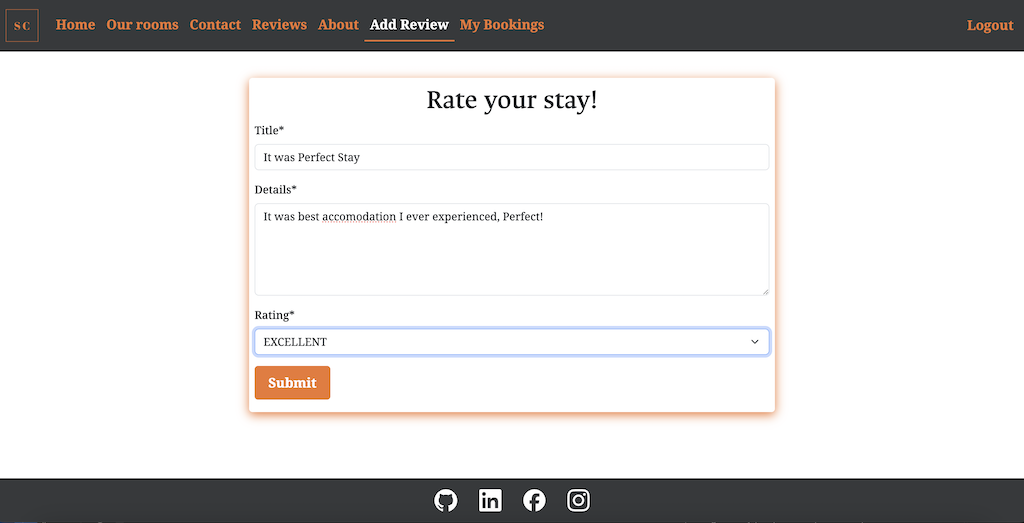 SC Home Our rooms Contact Reviews About Add Review My Bookings Logout
Rate your stay!
Title*
It was Perfect Stay
Details*
It was best accomodation I ever experienced, Perfect!
Rating*
EXCELLENT
Submit